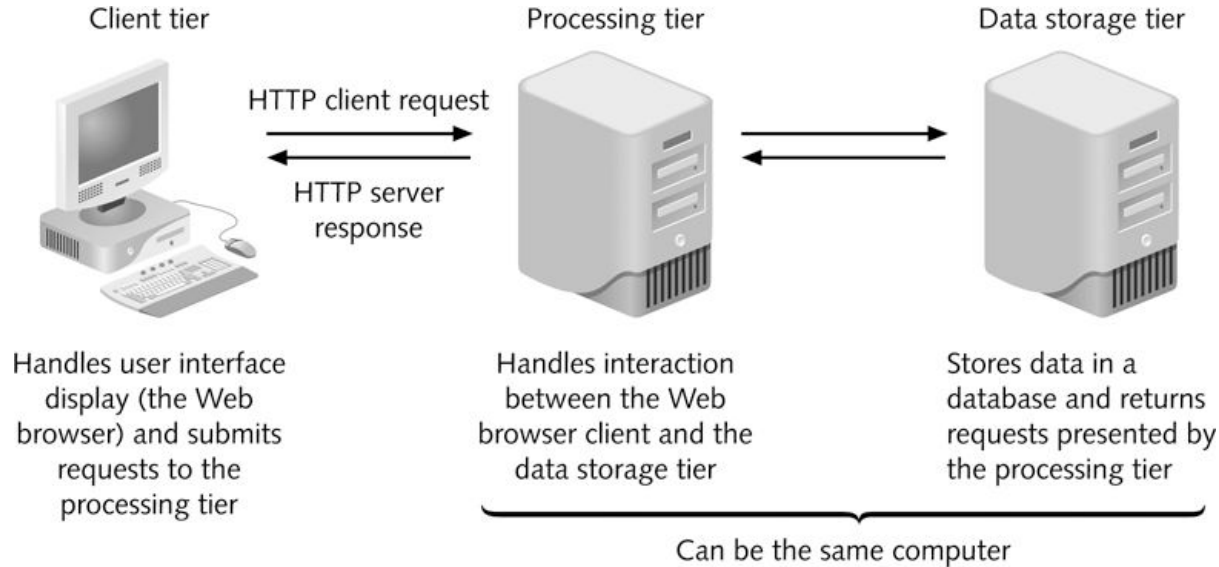 Client tier
Processing tier
Data storage tier
HTTP client request
HTTP server
response
Handles user interface
display (the Web
browser) and submits
requests to the
processing tier
Handles interaction
between the Web
browser client and the
data storage tier
Stores data in a
database and returns
requests presented by
the processing tier
Can be the same computer